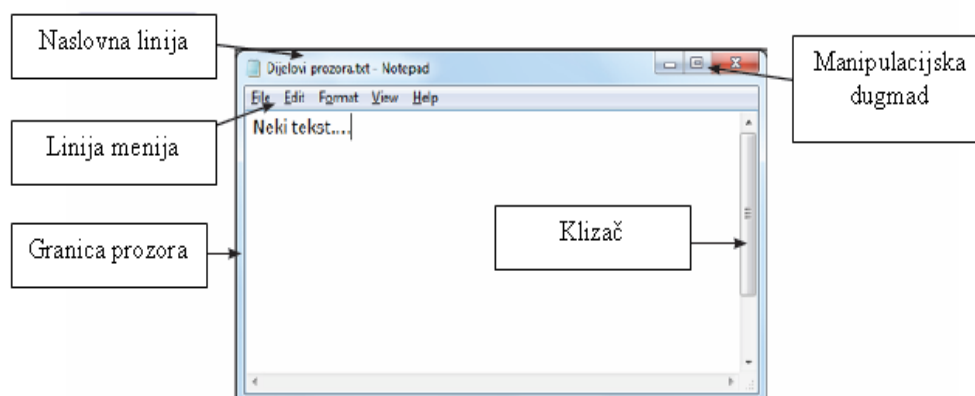 Naslovna linija
Dijelovi prozora.txt - Notepad
Manipulacijska
dugmad
File Edit Format View Help
Neki tekst....
Linija menija
Klizač
Granica prozora